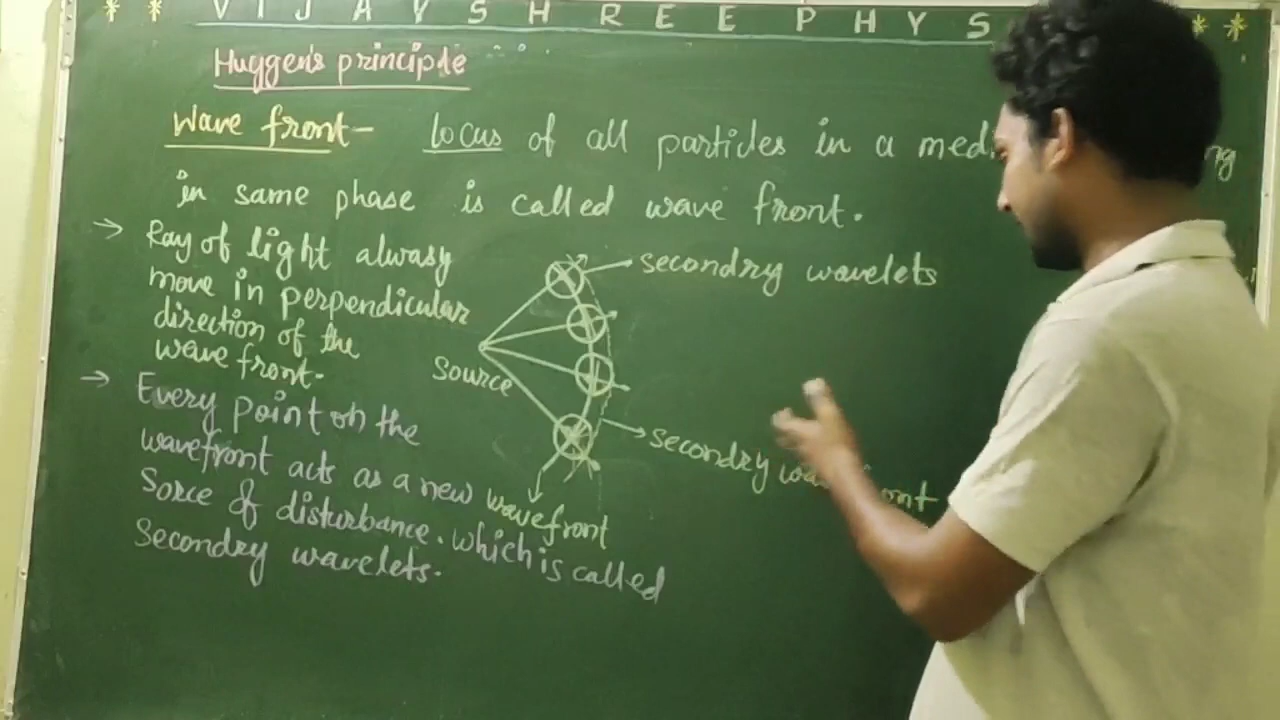 * * V I J A Y S H R E E P H Y S * *
Huygen's principle
Wave front- locus of all particles in a
in same phase is called wave front.
→ Ray of light alwasy
move in perpendicular
direction of the
wave front.
secondry wavelets
Source
secondry
wavefront
→ Every point on the
wavefront acts as a new
Sorce of disturbance. which is called
Secondry wavelets.